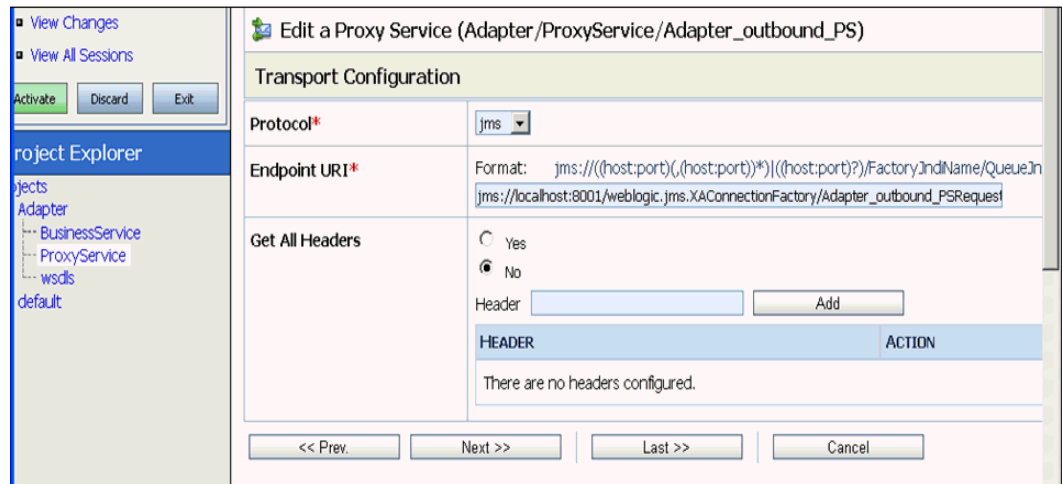 View Changes
View All Sessions
Activate Discard Exit
roject Explorer
ojects
Adapter
BusinessService
ProxyService
wsdls
default
Edit a Proxy Service (Adapter/ProxyService/Adapter_outbound_PS)
Transport Configuration
Protocol* jms
Endpoint URI* Format: jms://((host:port)(,(host:port))*)|((host:port)?)/FactoryJndiName/QueueJn
jms://localhost:8001/weblogic.jms.XAConnectionFactory/Adapter_outbound_PSRequest
Get All Headers Yes
No
Header Add
HEADER ACTION
There are no headers configured.
<< Prev. Next >> Last >> Cancel